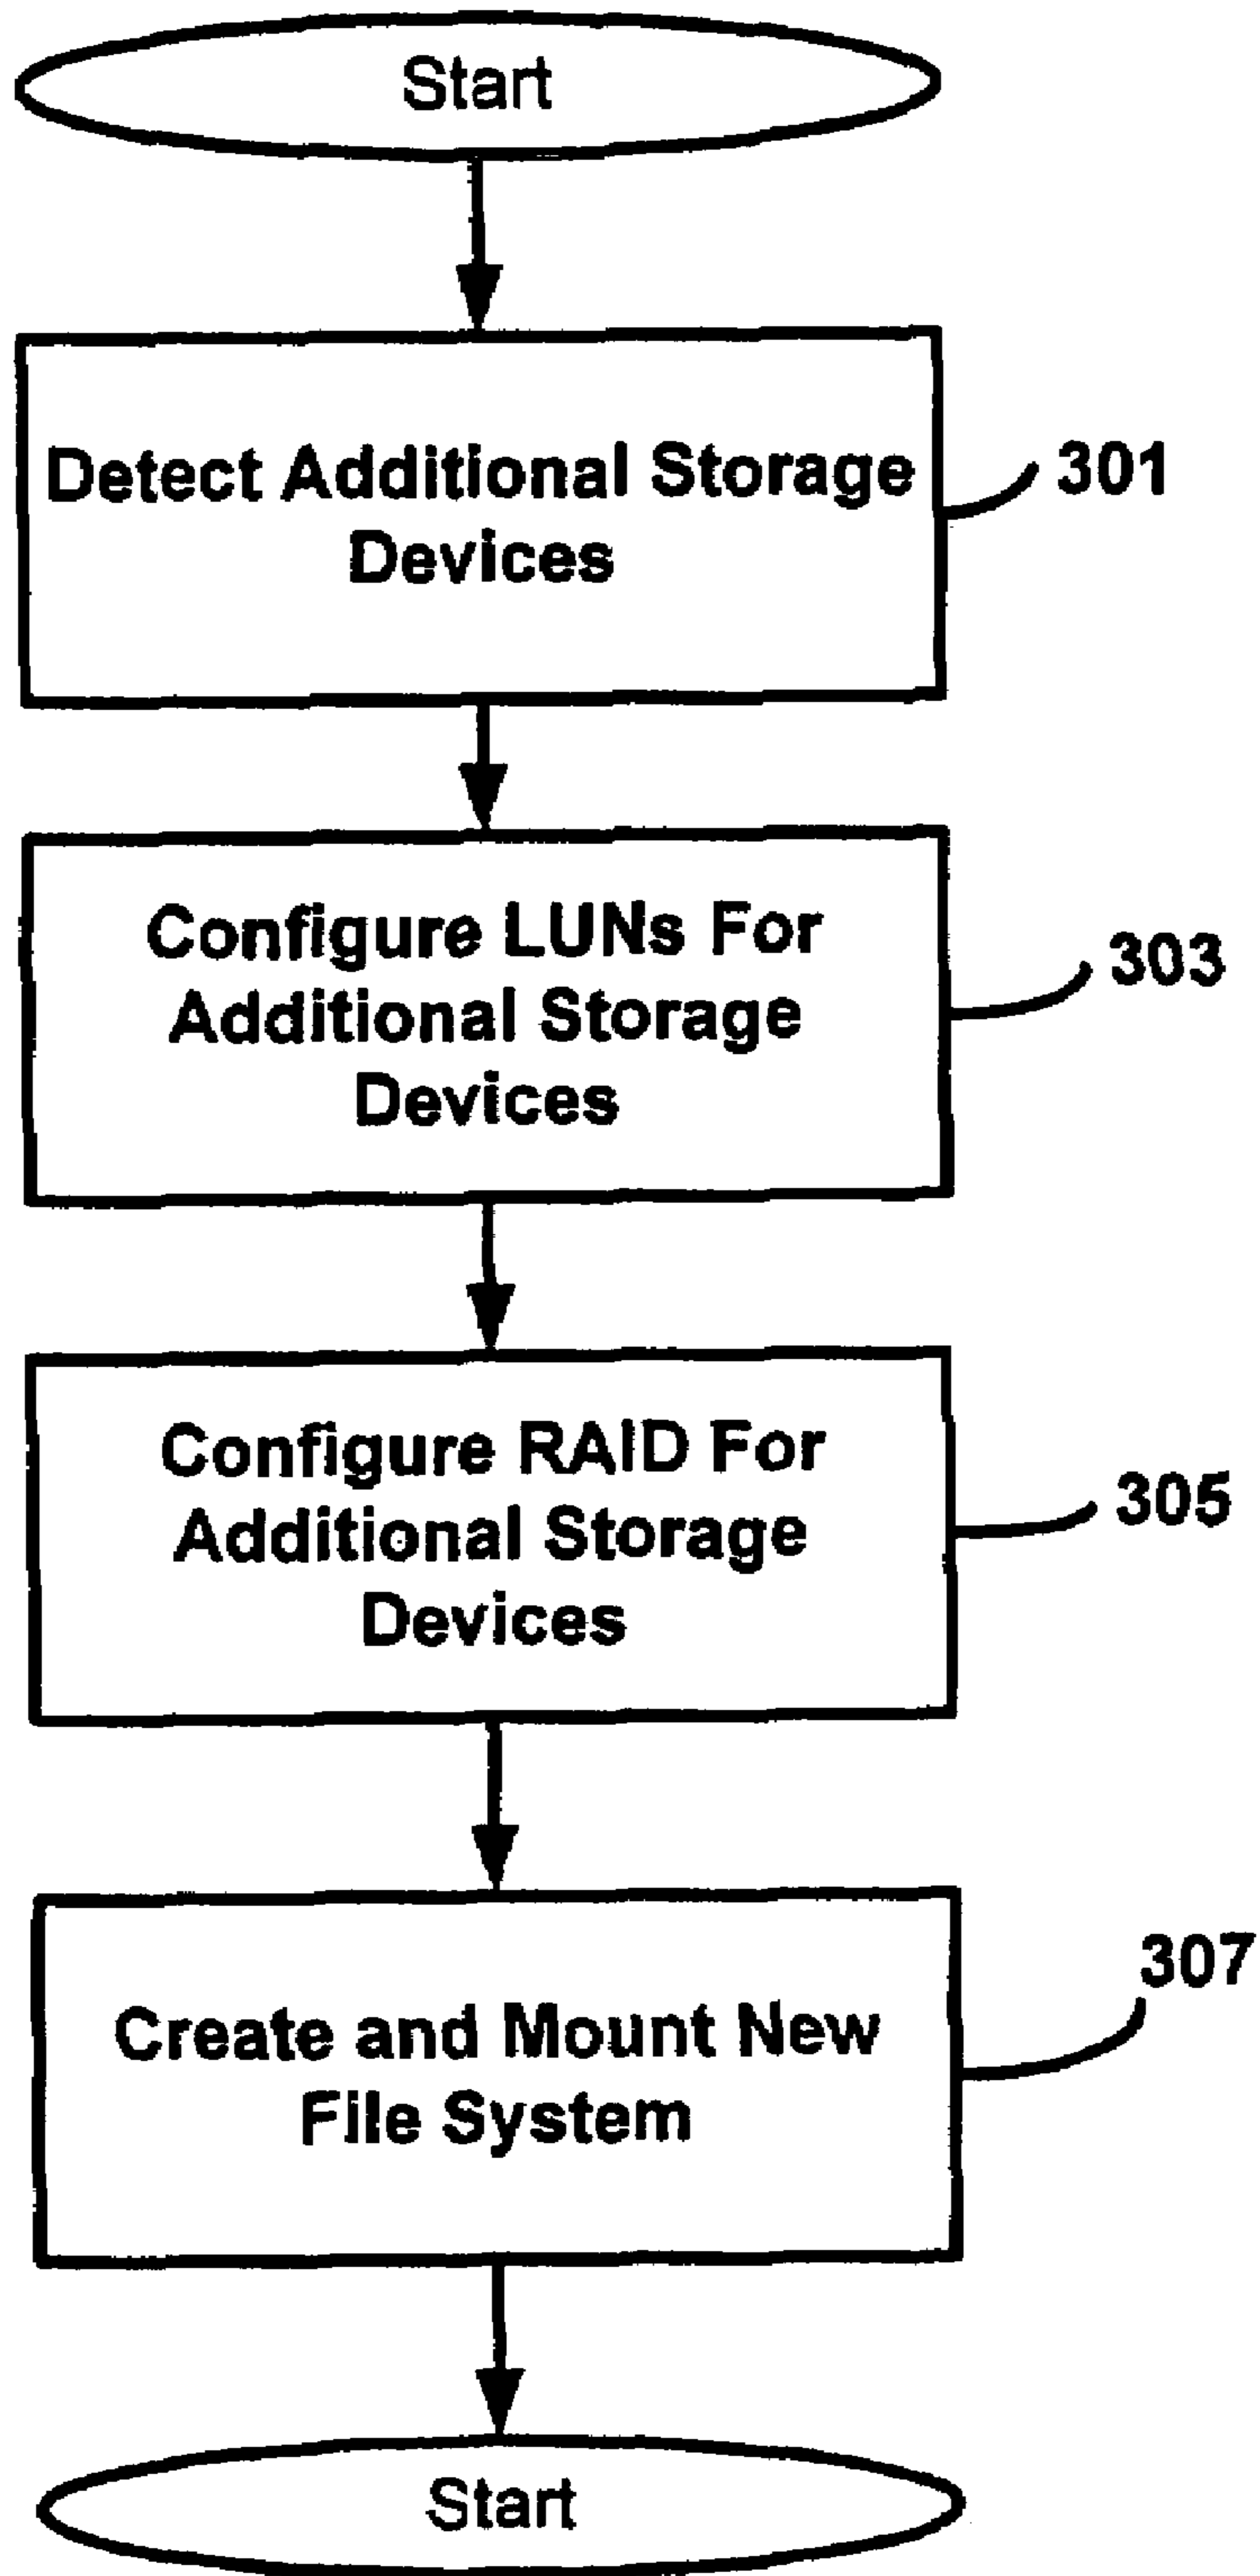 Start
Detect Additional Storage
Devices
301
Configure LUNs For
Additional Storage
Devices
303
Configure RAID For
Additional Storage
Devices
305
Create and Mount New
File System
307
Start